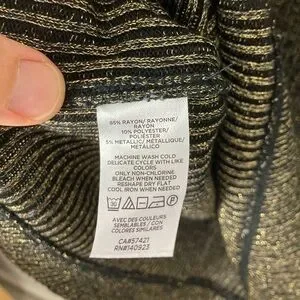 85% RAYON/ RAYONNE/
RAYON
10% POLYESTER/
POLIÉSTER
5% METALLIC/ METALLIQUE/
METÁLICO
MACHINE WASH COLD
DELICATE CYCLE WITH LIKE
COLORS
ONLY NON-CHLORINE
BLEACH WHEN NEEDED
RESHAPE DRY FLAT
COOL IRON WHEN NEEDED
AVEC DES COULEURS
SEMBLABLES / CON
COLORES SIMILARES
CA#57421
RN#140923